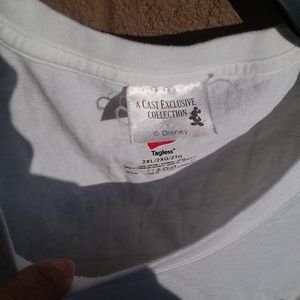 A CAST EXCLUSIVE
COLLECTION
© Disney
Tagless®
2XL/2XG/2TG